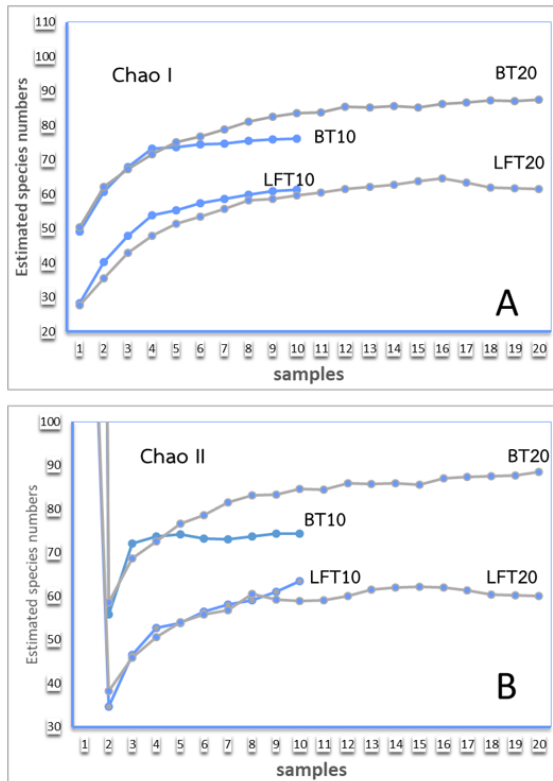 110
100
90
80
70
60
50
40
30
20
Estimated species numbers
Chao I
BT20
BT10
LFT10
LFT20
A
1 2 3 4 5 6 7 8 9 10 11 12 13 14 15 16 17 18 19 20
samples
100
90
80
70
60
50
40
30
Estimated species numbers
Chao II
BT20
BT10
LFT10
LFT20
B
1 2 3 4 5 6 7 8 9 10 11 12 13 14 15 16 17 18 19 20
samples